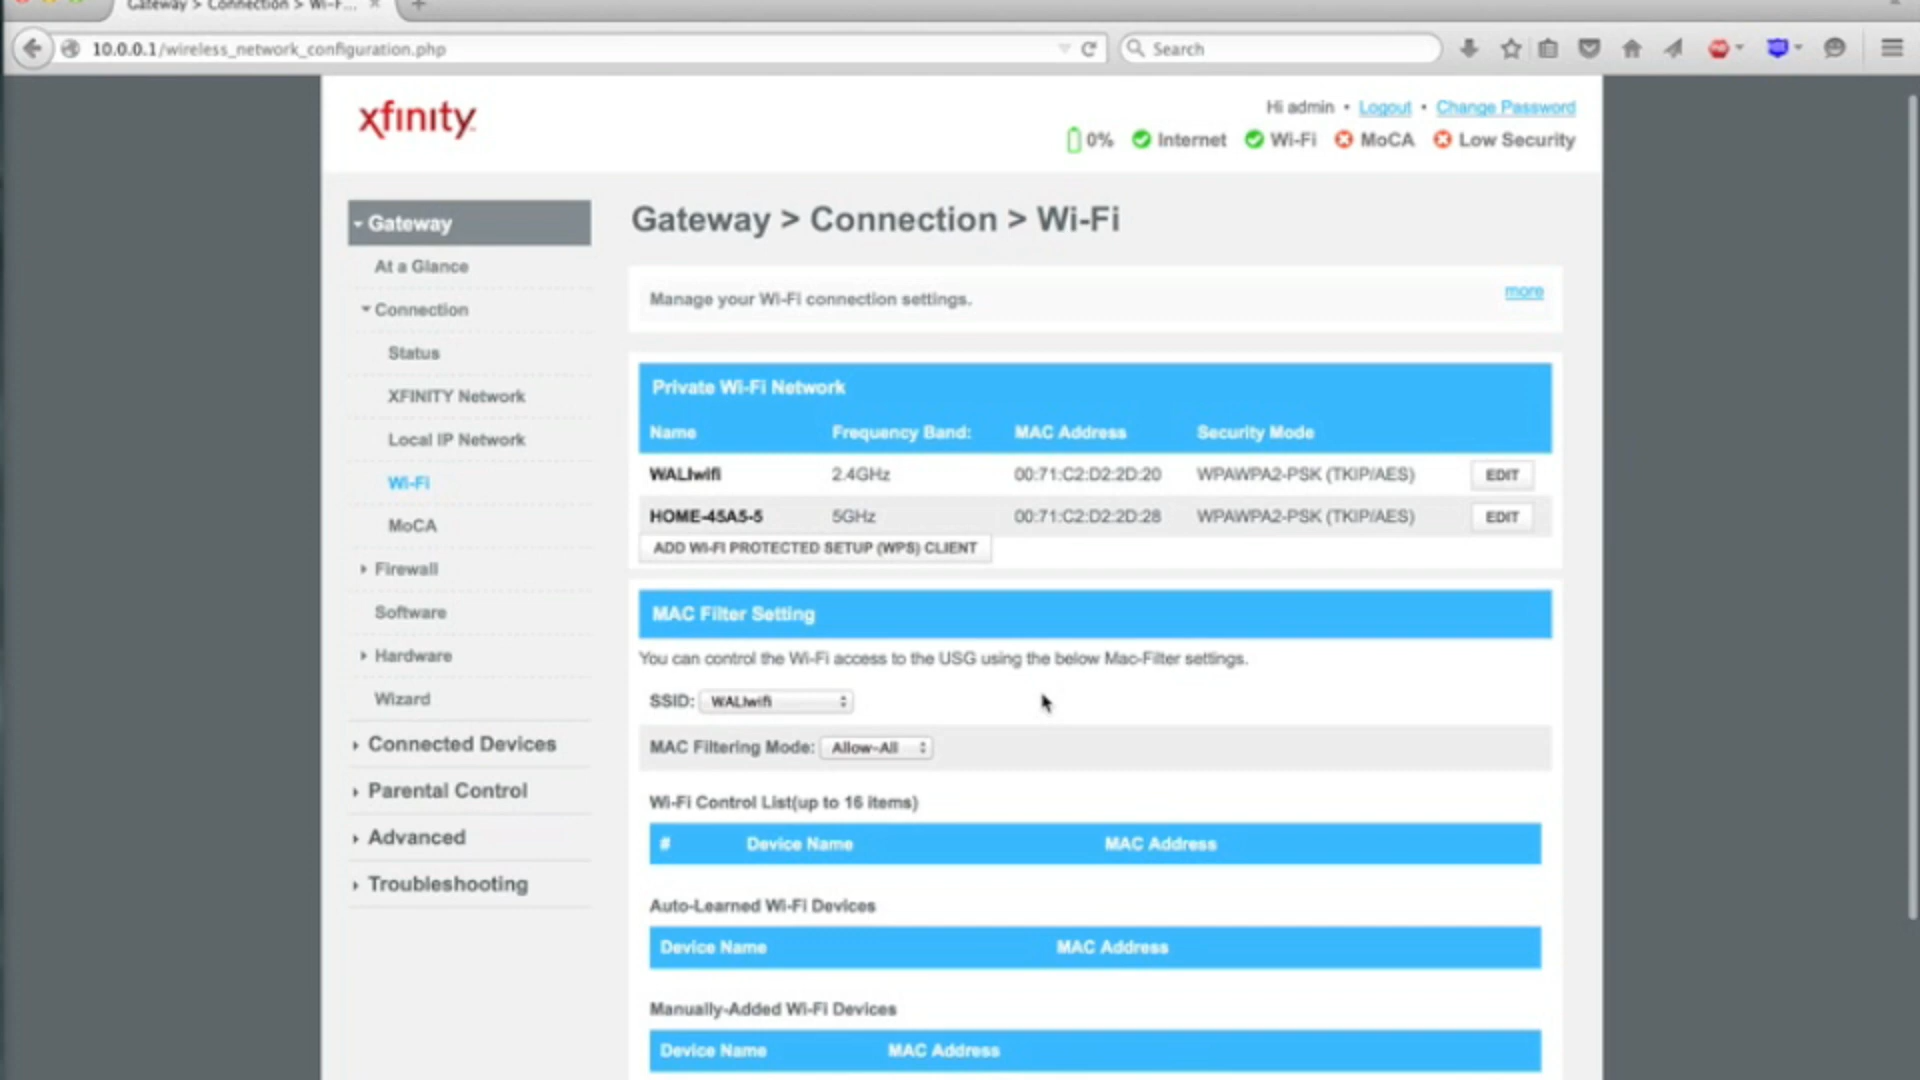 Gateway > Connection > Wi-F...
10.0.0.1/wireless_network_configuration.php
Search
xfinity
Hi admin • Logout • Change Password
0% Internet Wi-Fi MoCA Low Security
Gateway
At a Glance
Connection
Status
XFINITY Network
Local IP Network
Wi-Fi
MoCA
Firewall
Software
Hardware
Wizard
Connected Devices
Parental Control
Advanced
Troubleshooting
Gateway > Connection > Wi-Fi
Manage your Wi-Fi connection settings. more
Private Wi-Fi Network
Name Frequency Band: MAC Address Security Mode
WALIwifi 2.4GHz 00:71:C2:D2:2D:20 WPAWPA2-PSK (TKIP/AES) EDIT
HOME-45A5-5 5GHz 00:71:C2:D2:2D:28 WPAWPA2-PSK (TKIP/AES) EDIT
ADD WI-FI PROTECTED SETUP (WPS) CLIENT
MAC Filter Setting
You can control the Wi-Fi access to the USG using the below Mac-Filter settings.
SSID: WALIwifi
MAC Filtering Mode: Allow-All
Wi-Fi Control List(up to 16 items)
# Device Name MAC Address
Auto-Learned Wi-Fi Devices
Device Name MAC Address
Manually-Added Wi-Fi Devices
Device Name MAC Address